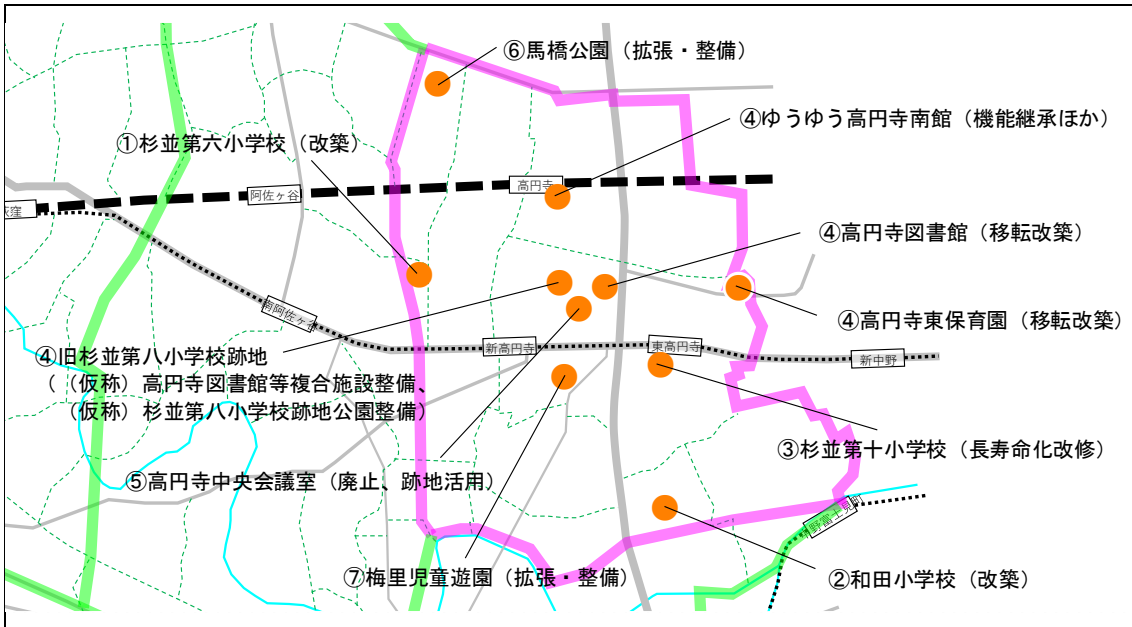 ⑥馬橋公園（拡張・整備）
④ゆうゆう高円寺南館（機能継承ほか）
①杉並第六小学校（改築）
高円寺
阿佐ヶ谷
荻窪
④高円寺図書館（移転改築）
南阿佐ヶ谷
④高円寺東保育園（移転改築）
新高円寺
東高円寺
新中野
④旧杉並第八小学校跡地
（（仮称）高円寺図書館等複合施設整備、
（仮称）杉並第八小学校跡地公園整備）
③杉並第十小学校（長寿命化改修）
⑤高円寺中央会議室（廃止、跡地活用）
野富士見町
⑦梅里児童遊園（拡張・整備）
②和田小学校（改築）